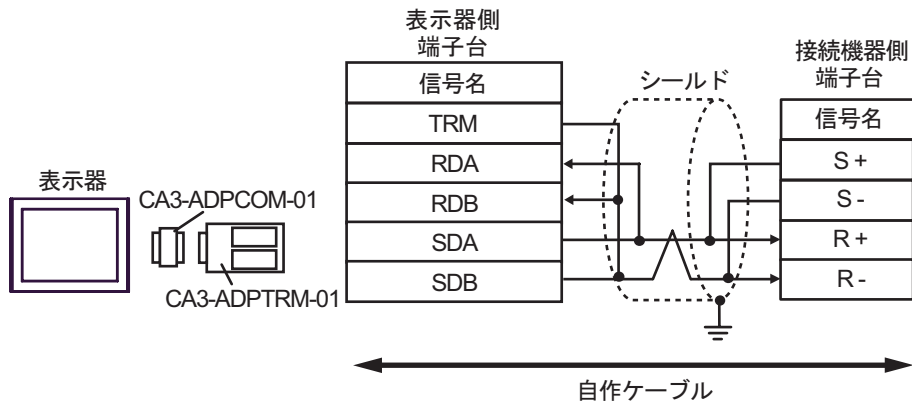 表示器
CA3-ADPCOM-01
CA3-ADPTRM-01
表示器側
端子台
信号名
TRM
RDA
RDB
SDA
SDB
シールド
接続機器側
端子台
信号名
S +
S -
R +
R -
自作ケーブル